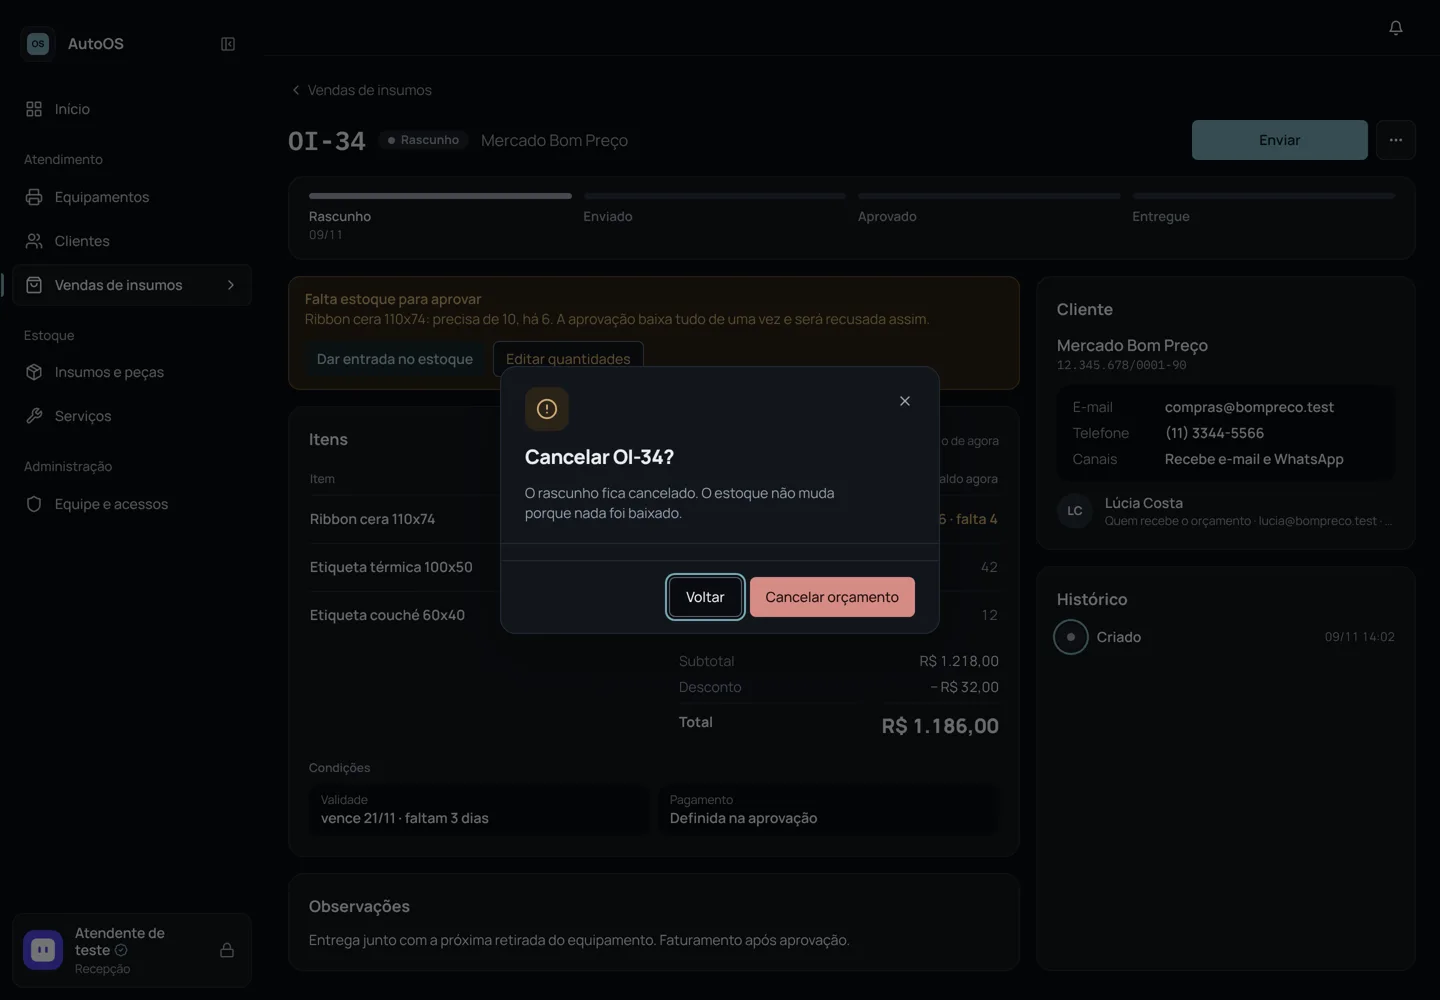 OS AutoOS
Início
Atendimento
Equipamentos
Clientes
Vendas de insumos
Estoque
Insumos e peças
Serviços
Administração
Equipe e acessos
Atendente de
teste
Recepção
Vendas de insumos
OI-34 Rascunho Mercado Bom Preço
Enviar
Rascunho Enviado Aprovado Entregue
09/11
Falta estoque para aprovar
Ribbon cera 110x74: precisa de 10, há 6. A aprovação baixa tudo de uma vez e será recusada assim.
Dar entrada no estoque Editar quantidades
Itens o de agora
Item aldo agora
Ribbon cera 110x74 6 · falta 4
Etiqueta térmica 100x50 42
Etiqueta couché 60x40 12
Subtotal R$ 1.218,00
Desconto – R$ 32,00
Total R$ 1.186,00
Condições
Validade
vence 21/11 · faltam 3 dias
Pagamento
Definida na aprovação
Observações
Entrega junto com a próxima retirada do equipamento. Faturamento após aprovação.
Cancelar OI-34?
O rascunho fica cancelado. O estoque não muda
porque nada foi baixado.
Voltar Cancelar orçamento
Cliente
Mercado Bom Preço
12.345.678/0001-90
E-mail compras@bompreco.test
Telefone (11) 3344-5566
Canais Recebe e-mail e WhatsApp
LC Lúcia Costa
Quem recebe o orçamento · lucia@bompreco.test · ...
Histórico
Criado 09/11 14:02